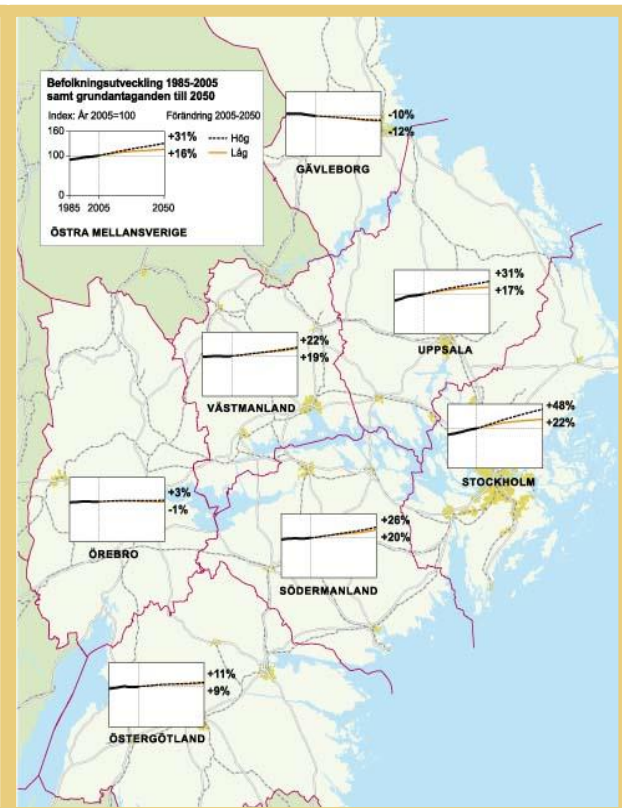 Befolkningsutveckling 1985-2005
samt grundantaganden till 2050
Index: År 2005=100
Förändring 2005-2050
160
100
0
1985 2005 2050
+31%
+16%
Hög
Låg
ÖSTRA MELLANSVERIGE
-10%
-12%
GÄVLEBORG
+31%
+17%
UPPSALA
+22%
+19%
VÄSTMANLAND
+48%
+22%
STOCKHOLM
+3%
-1%
ÖREBRO
+26%
+20%
SÖDERMANLAND
+11%
+9%
ÖSTERGÖTLAND